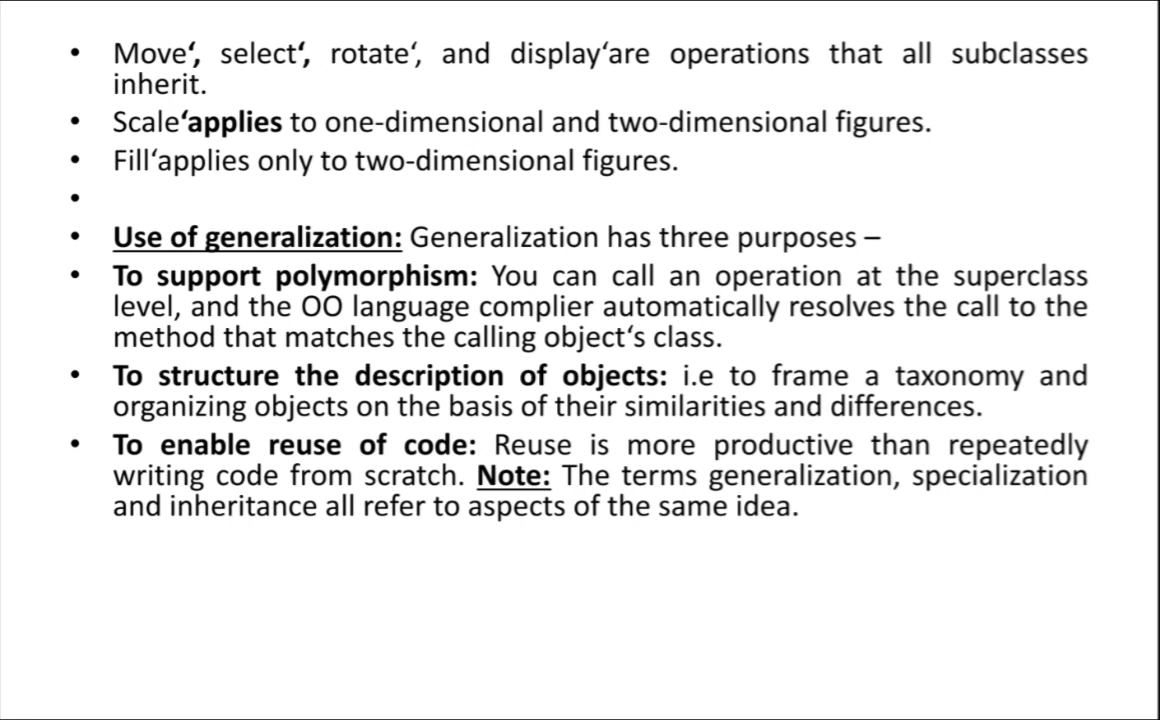 • Move‘, select‘, rotate‘, and display‘are operations that all subclasses
inherit.
• Scale‘applies to one-dimensional and two-dimensional figures.
• Fill‘applies only to two-dimensional figures.
•
• Use of generalization: Generalization has three purposes –
• To support polymorphism: You can call an operation at the superclass
level, and the OO language complier automatically resolves the call to the
method that matches the calling object‘s class.
• To structure the description of objects: i.e to frame a taxonomy and
organizing objects on the basis of their similarities and differences.
• To enable reuse of code: Reuse is more productive than repeatedly
writing code from scratch. Note: The terms generalization, specialization
and inheritance all refer to aspects of the same idea.